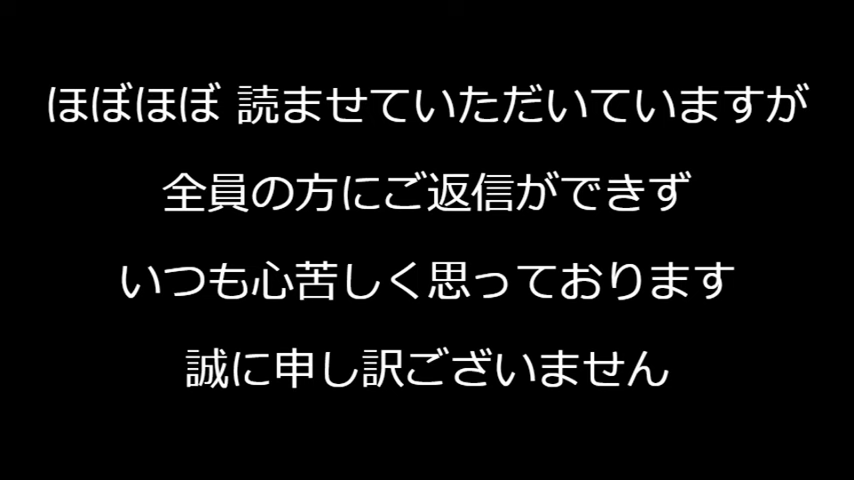 ほぼほぼ 読ませていただいていますが
全員の方にご返信ができず
いつも心苦しく思っております
誠に申し訳ございません